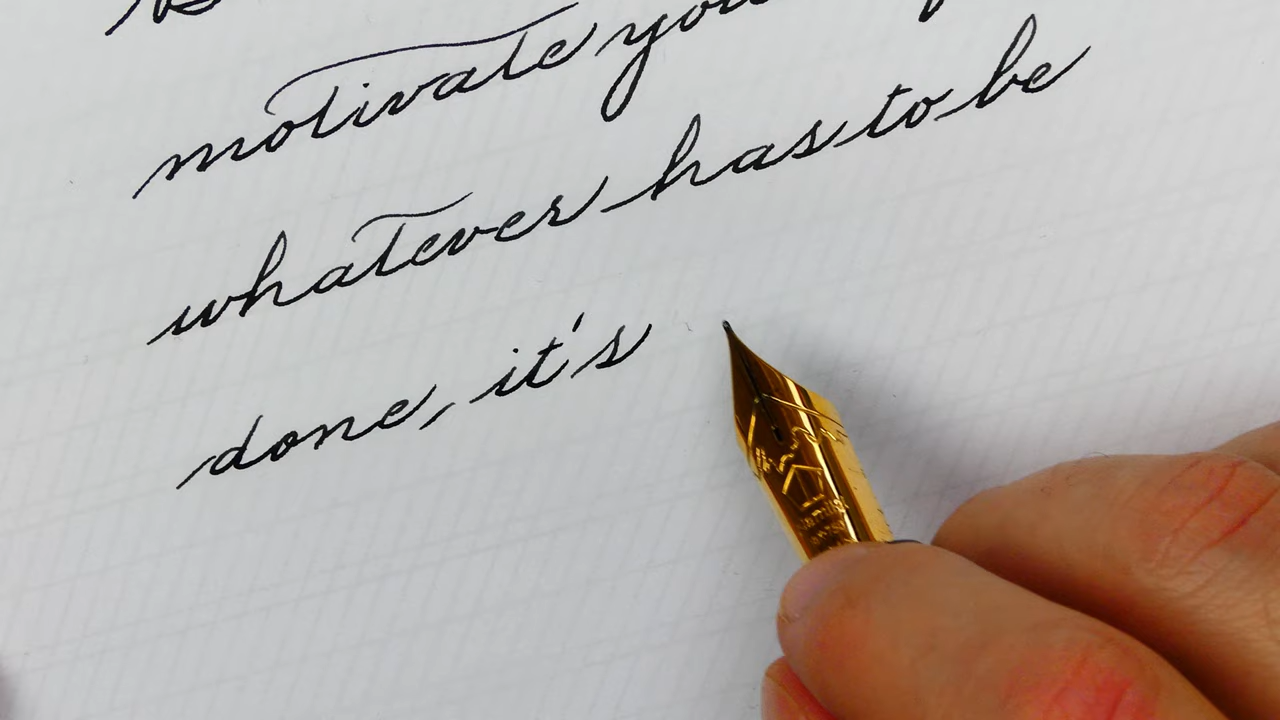 motivate you
whatever has to be
done, it's